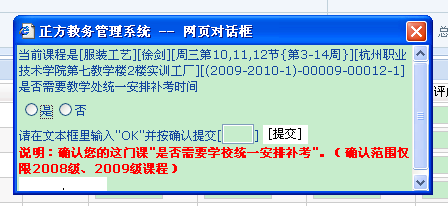 正方教务管理系统 -- 网页对话框
当前课程是[服装工艺][徐剑][周三第10,11,12节{第3-14周}][杭州职业
技术学院第七教学楼2楼实训工厂][(2009-2010-1)-00009-00012-1]
是否需要教学处统一安排补考时间
是 否
请在文本框里输入"OK"并按确认提交[ ] [提交]
说明：确认您的这门课"是否需要学校统一安排补考"。（确认范围仅
限2008级、2009级课程）